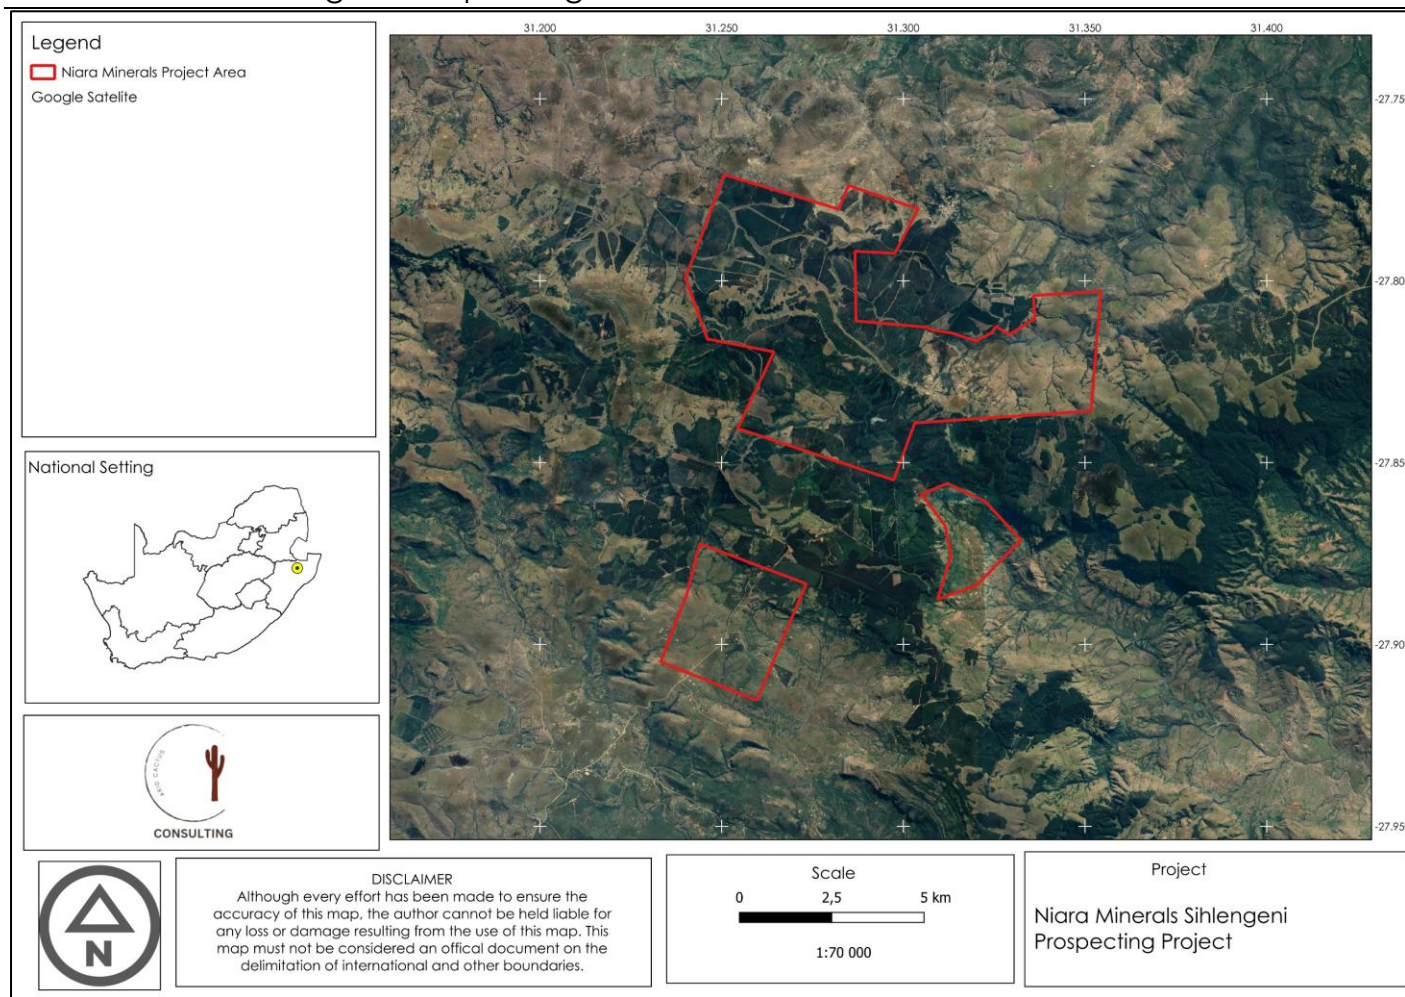 Legend
Niara Minerals Project Area
Google Satelite
31.200
31.250
31.300
31.350
31.400
-27.75
-27.80
-27.85
-27.90
-27.95
National Setting
ARID CACTUS
CONSULTING
N
DISCLAIMER
Although every effort has been made to ensure the
accuracy of this map, the author cannot be held liable for
any loss or damage resulting from the use of this map. This
map must not be considered an offical document on the
delimitation of international and other boundaries.
Scale
0 2,5 5 km
1:70 000
Project
Niara Minerals Sihlengeni
Prospecting Project